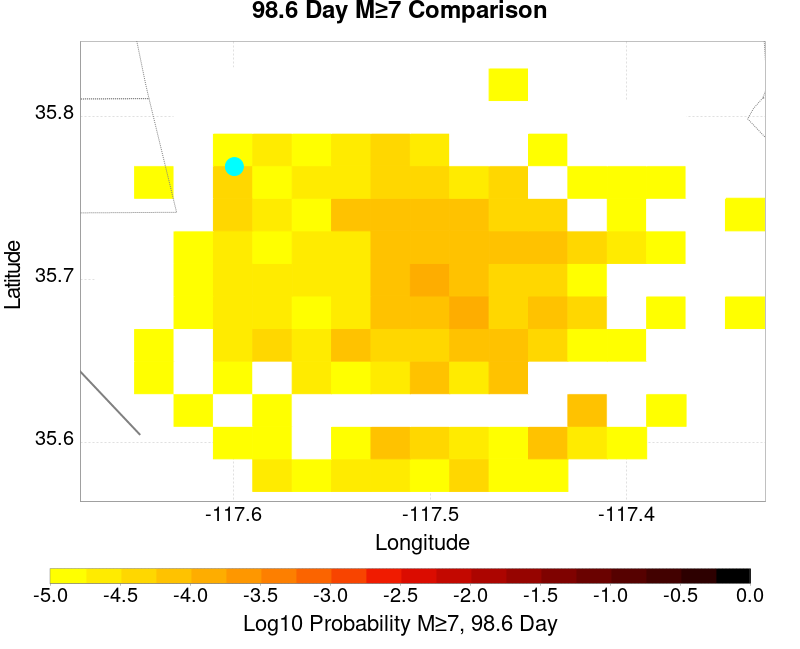 98.6 Day M≥7 Comparison
35.8
35.7
35.6
Latitude
-117.6 -117.5 -117.4
Longitude
-5.0 -4.5 -4.0 -3.5 -3.0 -2.5 -2.0 -1.5 -1.0 -0.5 0.0
Log10 Probability M≥7, 98.6 Day